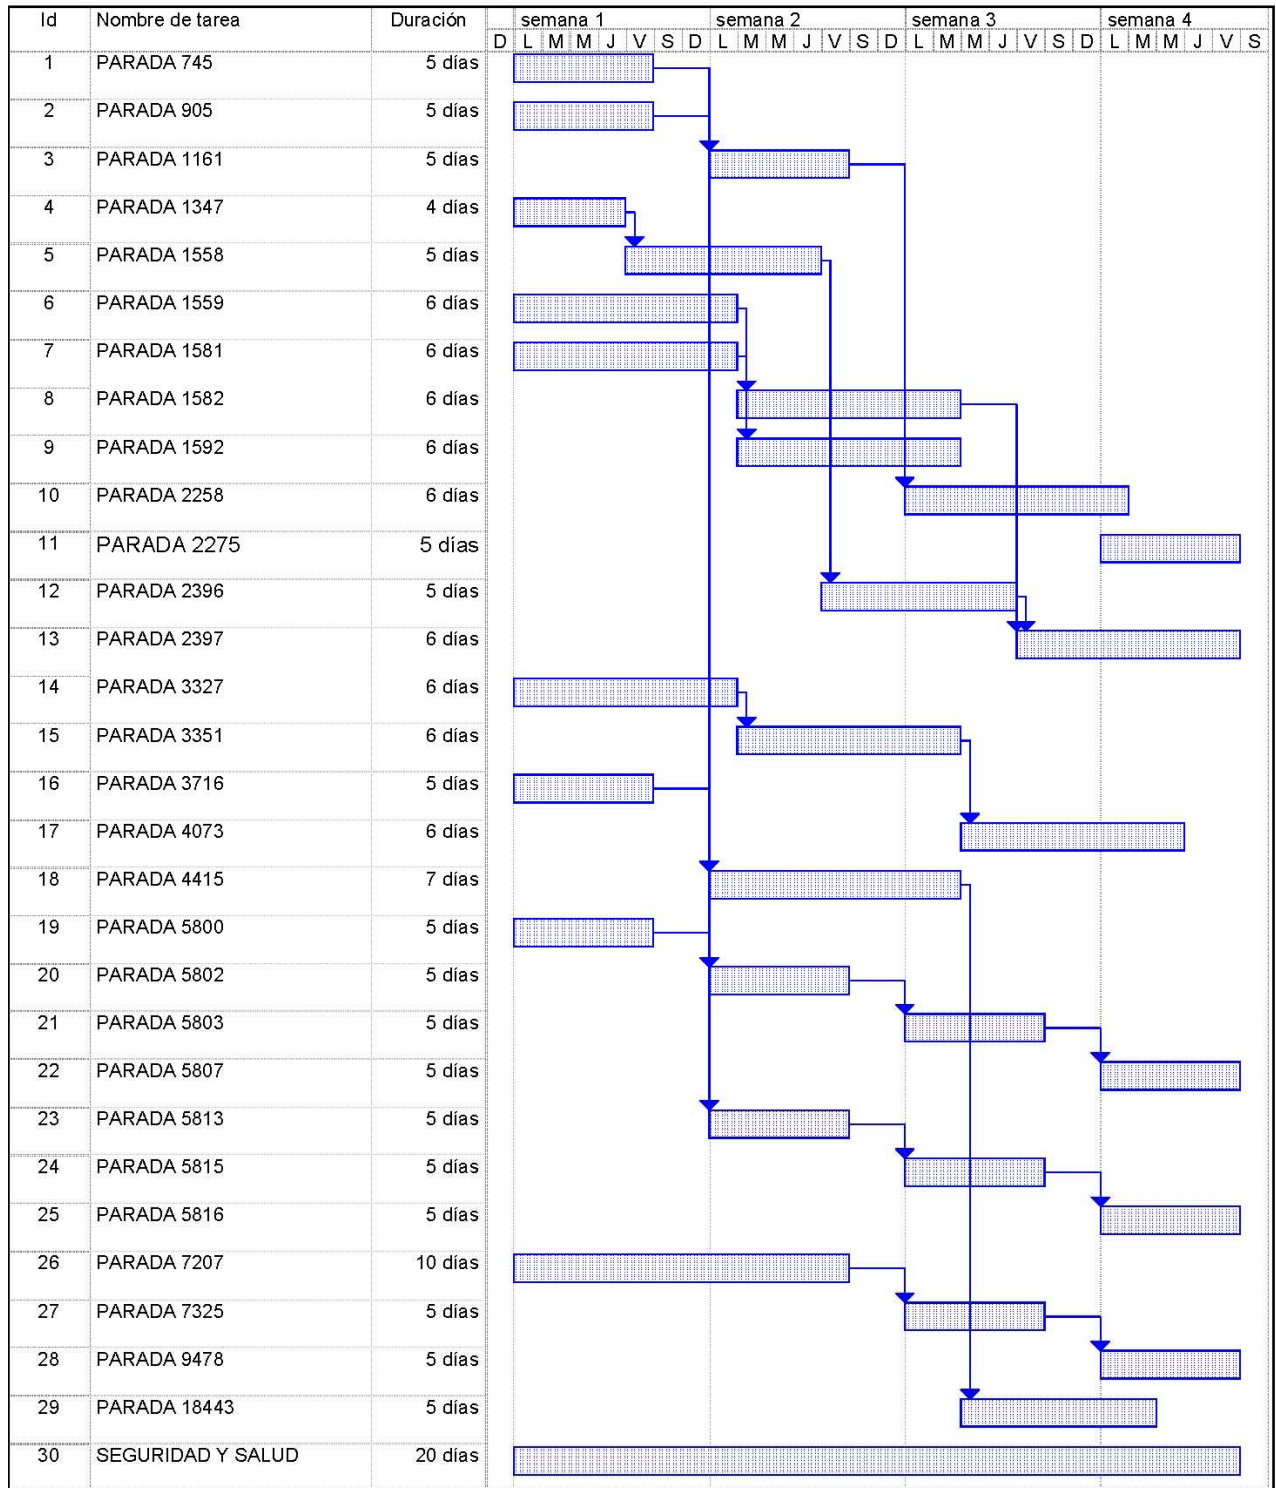 Id Nombre de tarea Duración semana 1 semana 2 semana 3 semana 4
D L M M J V S D L M M J V S D L M M J V S D L M M J V S
1 PARADA 745 5 días
2 PARADA 905 5 días
3 PARADA 1161 5 días
4 PARADA 1347 4 días
5 PARADA 1558 5 días
6 PARADA 1559 6 días
7 PARADA 1581 6 días
8 PARADA 1582 6 días
9 PARADA 1592 6 días
10 PARADA 2258 6 días
11 PARADA 2275 5 días
12 PARADA 2396 5 días
13 PARADA 2397 6 días
14 PARADA 3327 6 días
15 PARADA 3351 6 días
16 PARADA 3716 5 días
17 PARADA 4073 6 días
18 PARADA 4415 7 días
19 PARADA 5800 5 días
20 PARADA 5802 5 días
21 PARADA 5803 5 días
22 PARADA 5807 5 días
23 PARADA 5813 5 días
24 PARADA 5815 5 días
25 PARADA 5816 5 días
26 PARADA 7207 10 días
27 PARADA 7325 5 días
28 PARADA 9478 5 días
29 PARADA 18443 5 días
30 SEGURIDAD Y SALUD 20 días